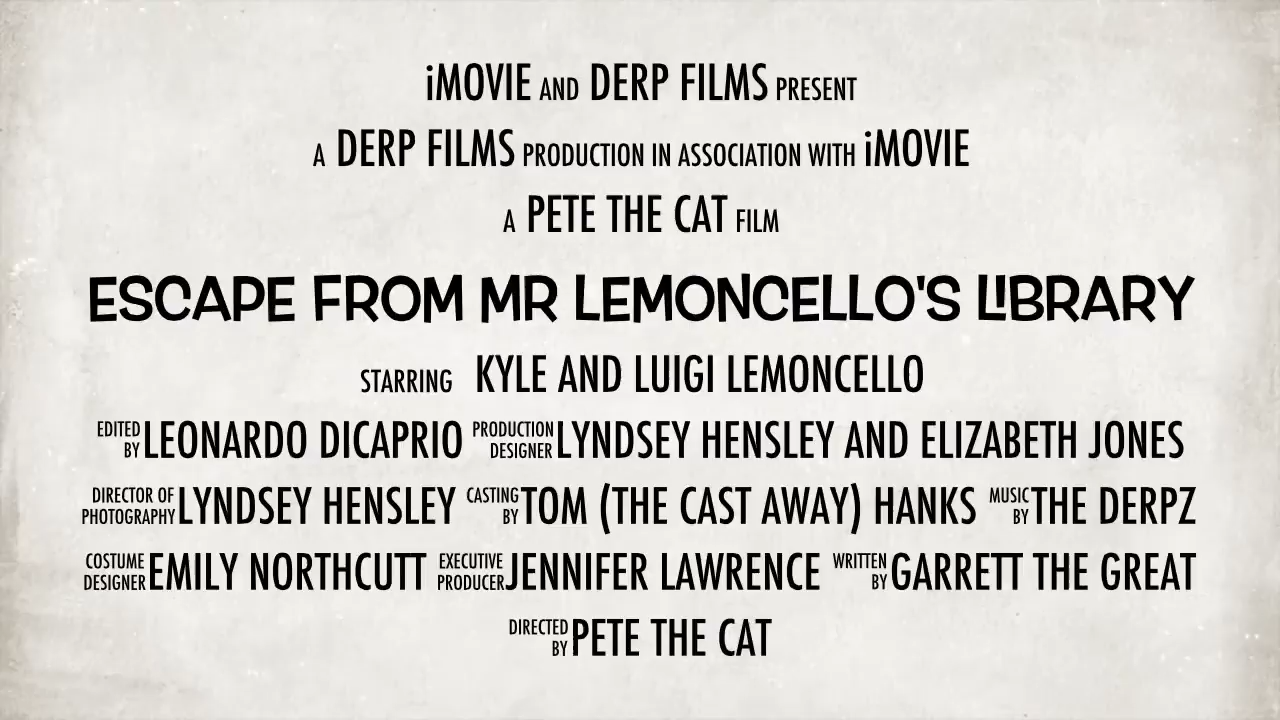 iMOVIE AND DERP FILMS PRESENT
A DERP FILMS PRODUCTION IN ASSOCIATION WITH iMOVIE
A PETE THE CAT FILM
ESCAPE FROM MR LEMONCELLO'S LIBRARY
STARRING KYLE AND LUIGI LEMONCELLO
EDITED BY LEONARDO DICAPRIO PRODUCTION DESIGNER LYNDSEY HENSLEY AND ELIZABETH JONES
DIRECTOR OF PHOTOGRAPHY LYNDSEY HENSLEY CASTING BY TOM (THE CAST AWAY) HANKS MUSIC BY THE DERPZ
COSTUME DESIGNER EMILY NORTHCUTT EXECUTIVE PRODUCER JENNIFER LAWRENCE WRITTEN BY GARRETT THE GREAT
DIRECTED BY PETE THE CAT